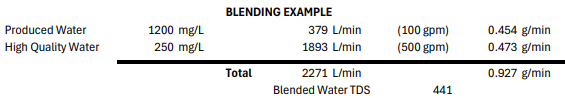 BLENDING EXAMPLE
Produced Water 1200 mg/L 379 L/min (100 gpm) 0.454 g/min
High Quality Water 250 mg/L 1893 L/min (500 gpm) 0.473 g/min
Total 2271 L/min 0.927 g/min
Blended Water TDS 441